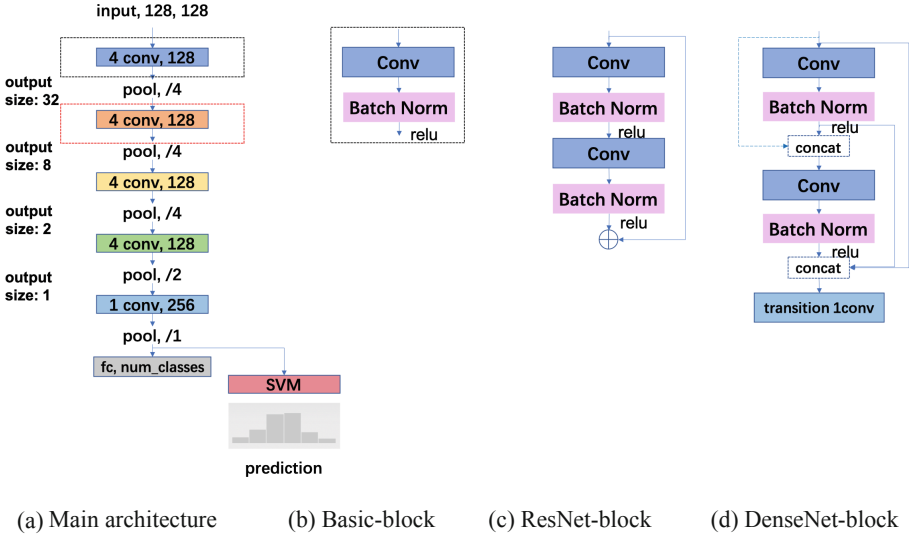 input, 128, 128
4 conv, 128
output
size: 32
pool, /4
4 conv, 128
output
size: 8
pool, /4
4 conv, 128
output
size: 2
pool, /4
4 conv, 128
output
size: 1
pool, /2
1 conv, 256
pool, /1
fc, num_classes
SVM
prediction
(a) Main architecture
Conv
Batch Norm
relu
(b) Basic-block
Conv
Batch Norm
relu
Conv
Batch Norm
relu
(c) ResNet-block
Conv
Batch Norm
relu
concat
Conv
Batch Norm
relu
concat
transition 1conv
(d) DenseNet-block